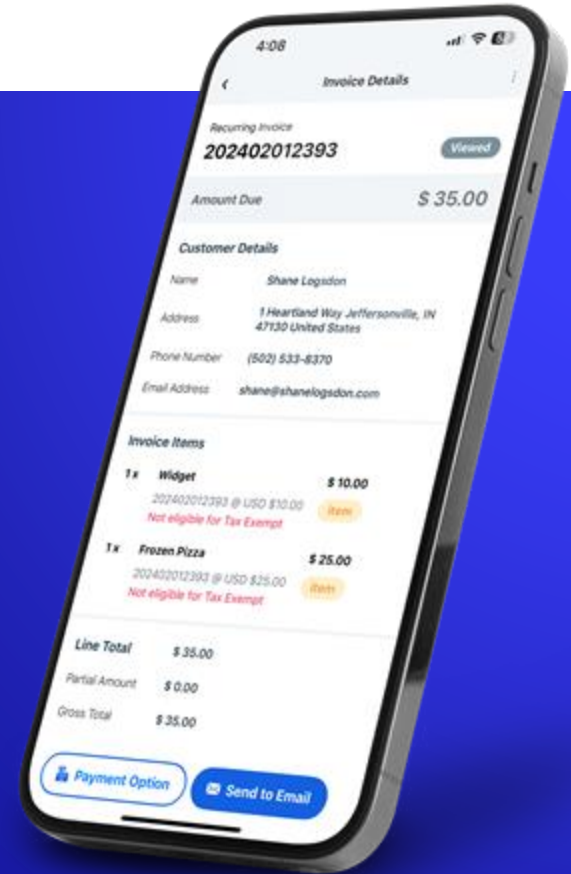 4:08
Invoice Details
Recurring Invoice
202402012393
Viewed
Amount Due $ 35.00
Customer Details
Name Shane Logsdon
Address 1 Heartland Way Jeffersonville, IN
47130 United States
Phone Number (502) 533-8370
Email Address shane@shanelogsdon.com
Invoice Items
1 x Widget $ 10.00
202402012393 @ USD $10.00 item
Not eligible for Tax Exempt
1 x Frozen Pizza $ 25.00
202402012393 @ USD $25.00 item
Not eligible for Tax Exempt
Line Total $ 35.00
Partial Amount $ 0.00
Gross Total $ 35.00
Payment Option Send to Email